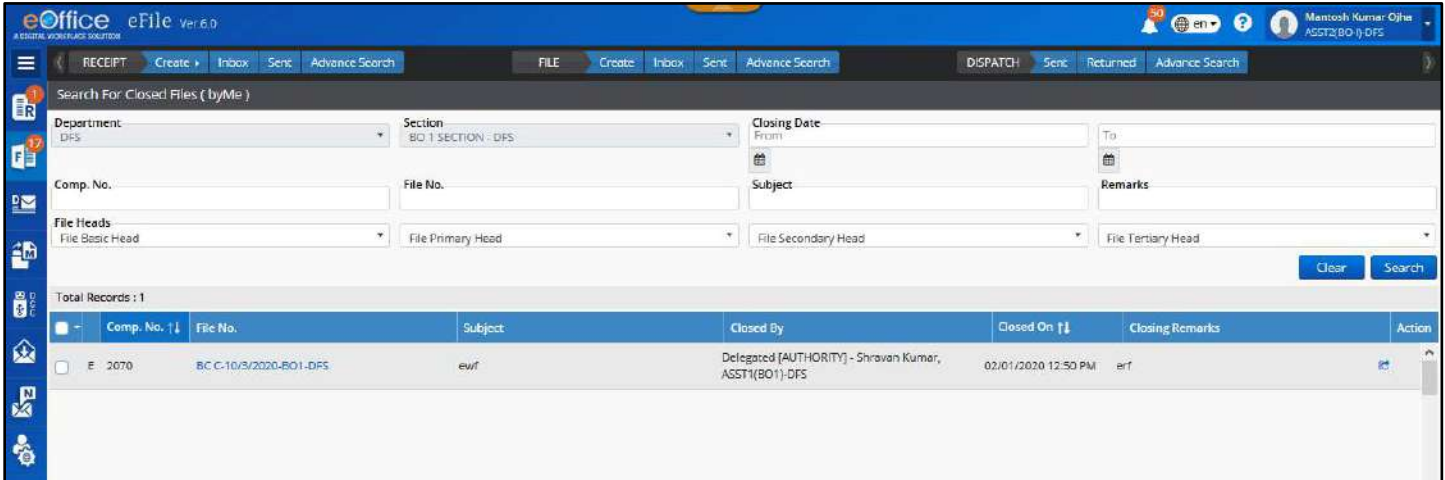 eOffice eFile Ver.6.0
A DIGITAL WORKPLACE SOLUTION
50
en
?
Mantosh Kumar Ojha
ASST2(BO-I)-DFS
RECEIPT Create Inbox Sent Advance Search FILE Create Inbox Sent Advance Search DISPATCH Sent Returned Advance Search
Search For Closed Files ( byMe )
1
R
17
F
D
M
DSC
N
Department Section Closing Date
DFS BO 1 SECTION - DFS From To
Comp. No. File No. Subject Remarks
File Heads
File Basic Head File Primary Head File Secondary Head File Tertiary Head
Clear Search
Total Records : 1
Comp. No. File No. Subject Closed By Closed On Closing Remarks Action
E 2070 BC C-10/3/2020-BO1-DFS ewf Delegated [AUTHORITY] - Shravan Kumar, 02/01/2020 12:50 PM erf
ASST1(BO1)-DFS